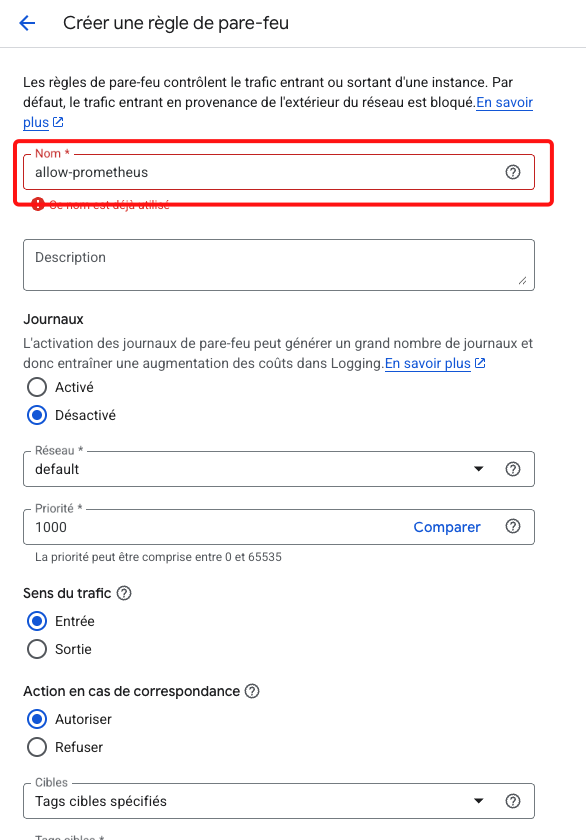 Créer une règle de pare-feu
Les règles de pare-feu contrôlent le trafic entrant ou sortant d'une instance. Par
défaut, le trafic entrant en provenance de l'extérieur du réseau est bloqué.En savoir
plus
Nom *
allow-prometheus
Ce nom est déjà utilisé
Description
Journaux
L'activation des journaux de pare-feu peut générer un grand nombre de journaux et
donc entraîner une augmentation des coûts dans Logging.En savoir plus
Activé
Désactivé
Réseau *
default
Priorité *
1000
Comparer
La priorité peut être comprise entre 0 et 65535
Sens du trafic
Entrée
Sortie
Action en cas de correspondance
Autoriser
Refuser
Cibles
Tags cibles spécifiés
Tags cibles *